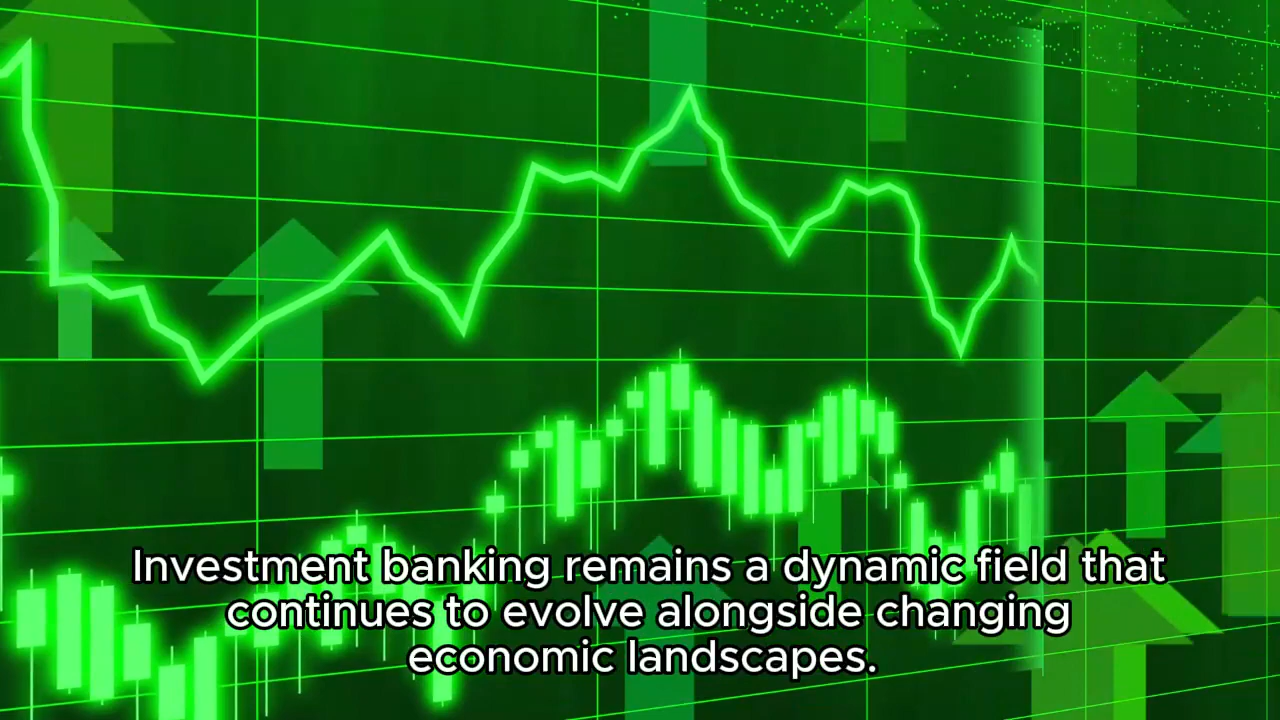 Investment banking remains a dynamic field that
continues to evolve alongside changing
economic landscapes.